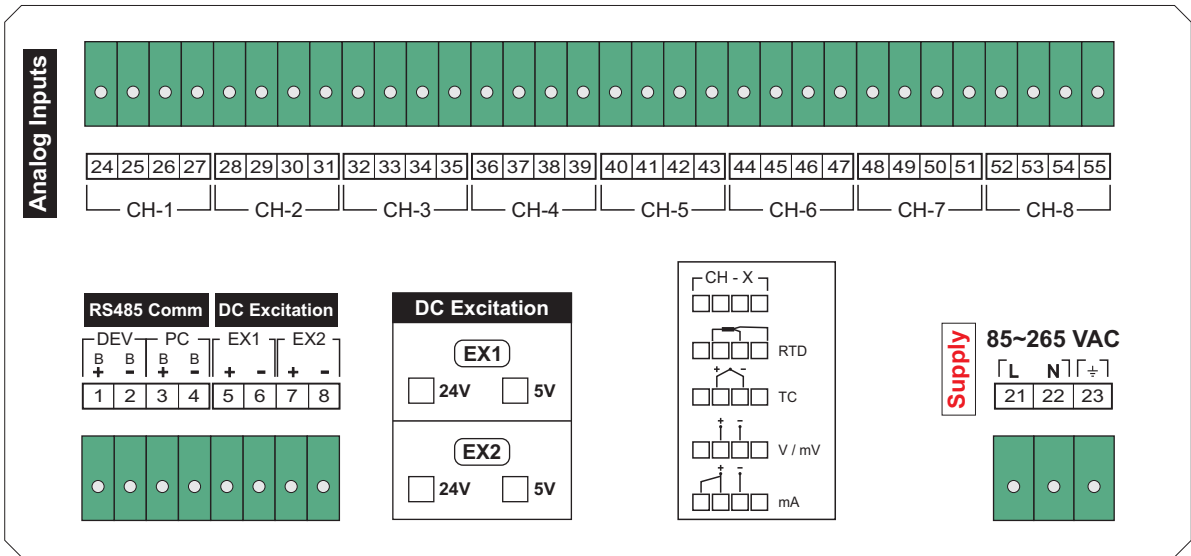 Analog Inputs
24 25 26 27 28 29 30 31 32 33 34 35 36 37 38 39 40 41 42 43 44 45 46 47 48 49 50 51 52 53 54 55
CH-1 CH-2 CH-3 CH-4 CH-5 CH-6 CH-7 CH-8
RS485 Comm DC Excitation
DEV PC EX1 EX2
B B B B
+ - + - + - + -
1 2 3 4 5 6 7 8
DC Excitation
EX1
24V 5V
EX2
24V 5V
CH - X
RTD
+ -
TC
+ -
V / mV
+ -
mA
Supply
85~265 VAC
L N ⏚
21 22 23